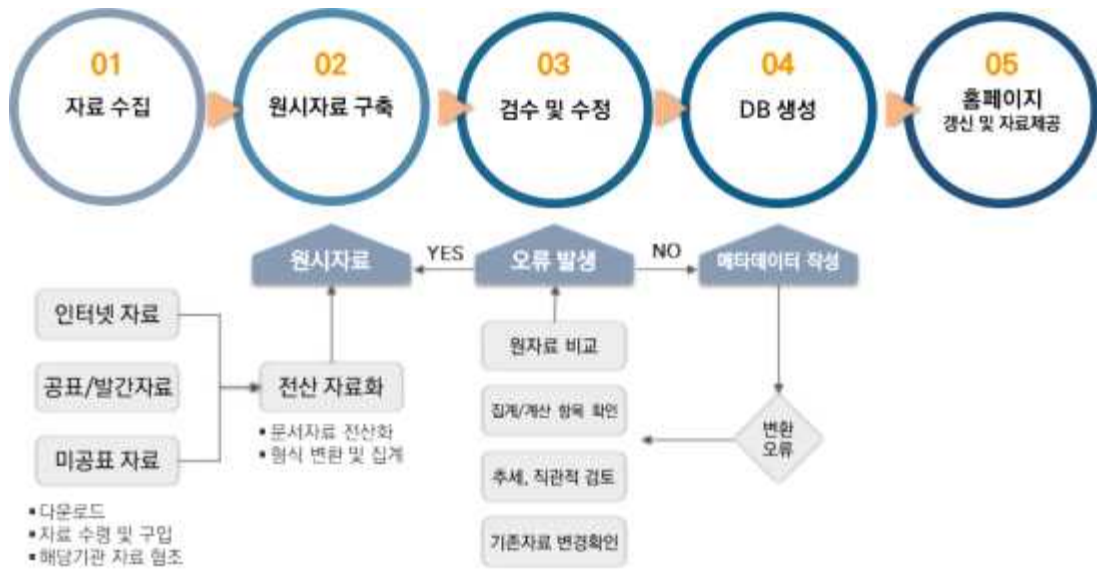 01
자료 수집
02
원시자료 구축
03
검수 및 수정
04
DB 생성
05
홈페이지
갱신 및 자료제공
원시자료
YES
오류 발생
NO
메타데이터 작성
인터넷 자료
공표/발간자료
미공표 자료
▪다운로드
▪자료 수령 및 구입
▪해당기관 자료 협조
전산 자료화
▪문서자료 전산화
▪형식 변환 및 집계
원자료 비교
집계/계산 항목 확인
추세, 직관적 검토
기존자료 변경확인
변환
오류